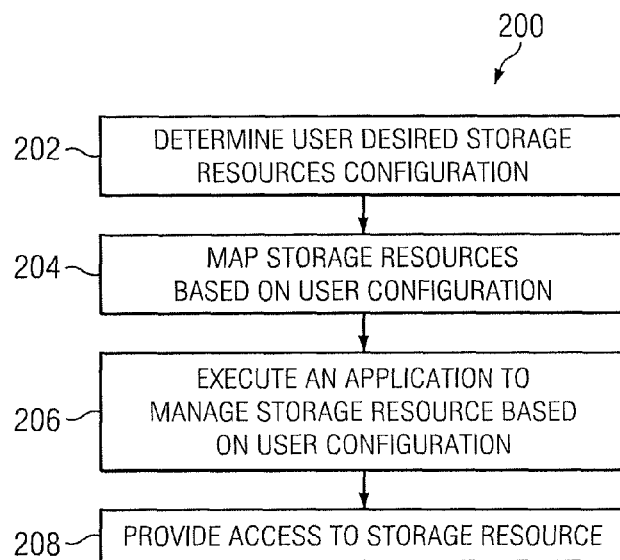 200
202
DETERMINE USER DESIRED STORAGE
RESOURCES CONFIGURATION
204
MAP STORAGE RESOURCES
BASED ON USER CONFIGURATION
206
EXECUTE AN APPLICATION TO
MANAGE STORAGE RESOURCE BASED
ON USER CONFIGURATION
208
PROVIDE ACCESS TO STORAGE RESOURCE